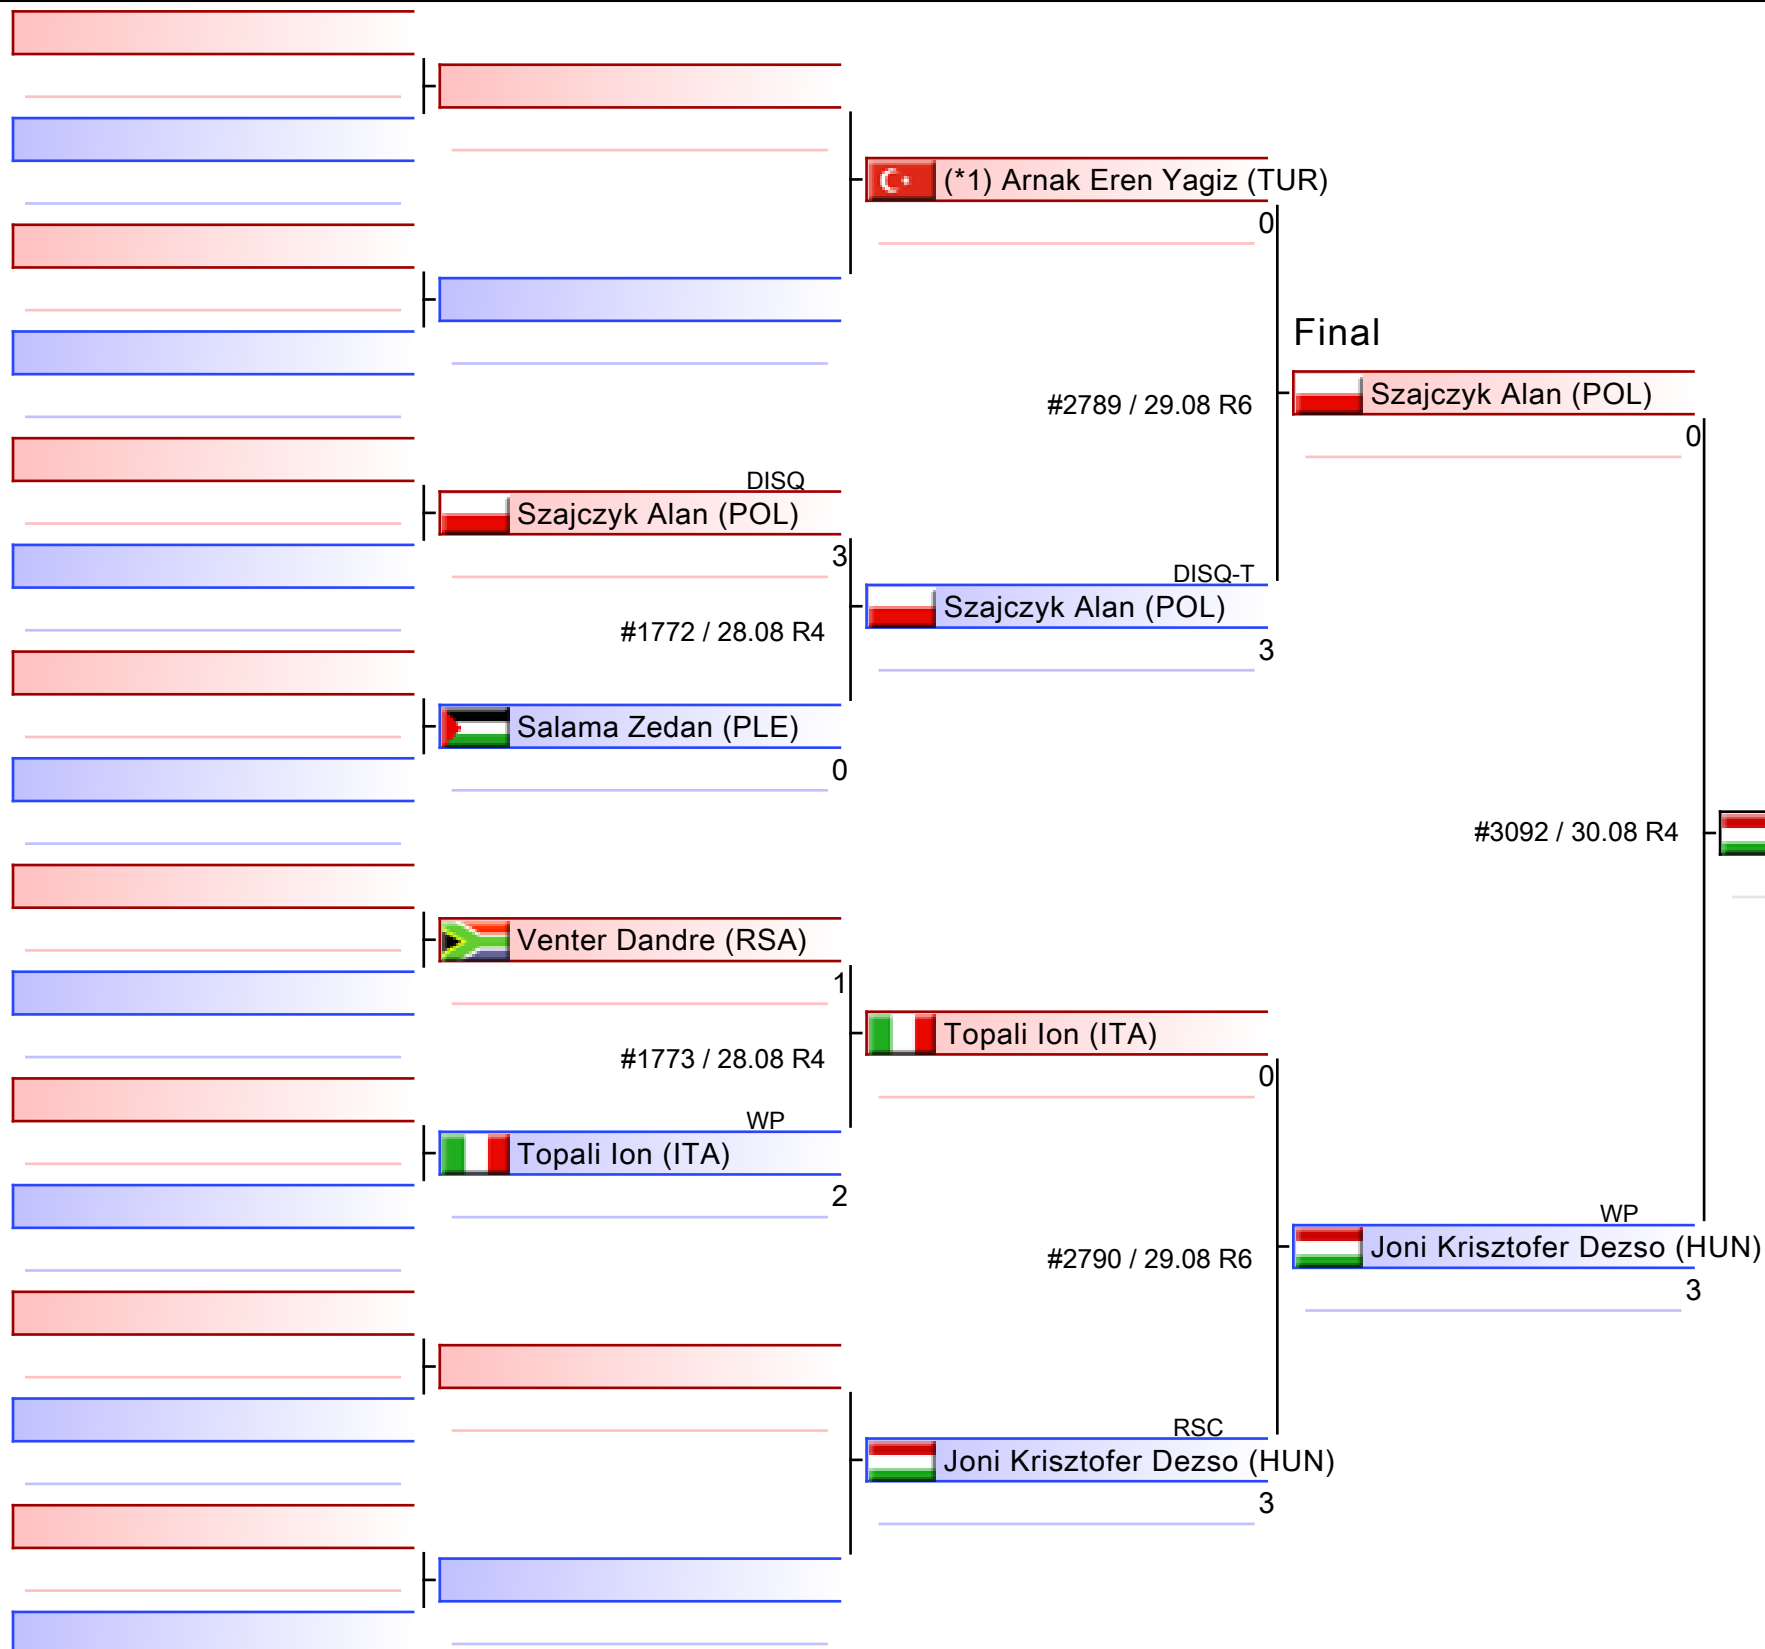 (*1) Arnak Eren Yagiz (TUR)
0
Final
#2789 / 29.08 R6
Szajczyk Alan (POL)
0
DISQ
Szajczyk Alan (POL)
3
#1772 / 28.08 R4
DISQ-T
Szajczyk Alan (POL)
3
Salama Zedan (PLE)
0
#3092 / 30.08 R4
Venter Dandre (RSA)
1
#1773 / 28.08 R4
Topali Ion (ITA)
0
WP
Topali Ion (ITA)
2
#2790 / 29.08 R6
WP
Joni Krisztofer Dezso (HUN)
3
RSC
Joni Krisztofer Dezso (HUN)
3